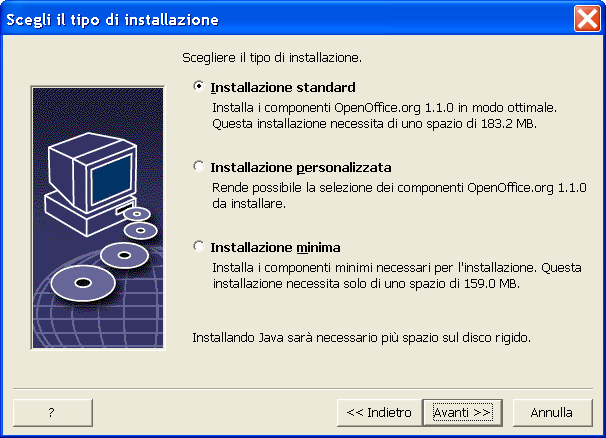 Scegli il tipo di installazione
Scegliere il tipo di installazione.
Installazione standard
Installa i componenti OpenOffice.org 1.1.0 in modo ottimale.
Questa installazione necessita di uno spazio di 183.2 MB.
Installazione personalizzata
Rende possibile la selezione dei componenti OpenOffice.org 1.1.0
da installare.
Installazione minima
Installa i componenti minimi necessari per l'installazione. Questa
installazione necessita solo di uno spazio di 159.0 MB.
Installando Java sarà necessario più spazio sul disco rigido.
? << Indietro Avanti >> Annulla